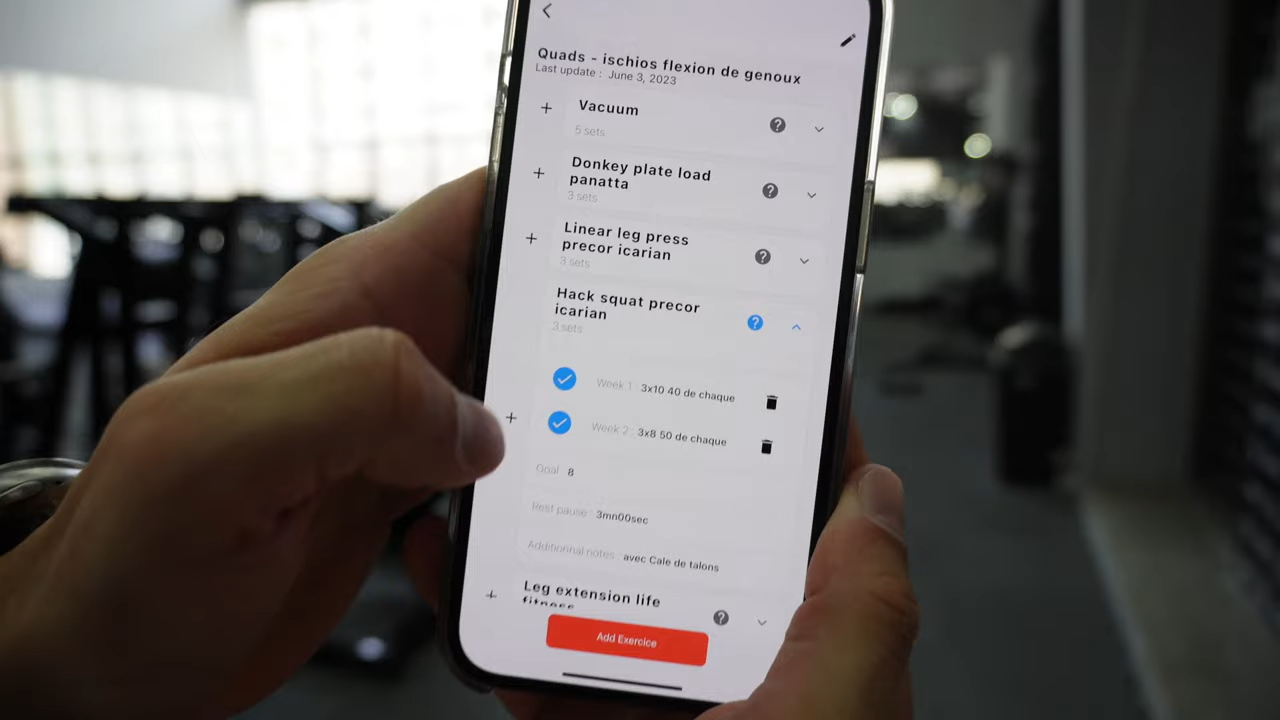 Quads - ischios flexion de genoux
Last update : June 3, 2023
Vacuum
5 sets
Donkey plate load
panatta
3 sets
Linear leg press
precor icarian
3 sets
Hack squat precor
icarian
3 sets
Week 1 : 3x10 40 de chaque
Week 2 : 3x8 50 de chaque
Goal : 8
Rest pause : 3mn00sec
Additionnal notes : avec Cale de talons
Leg extension life
fitness
Add Exercice